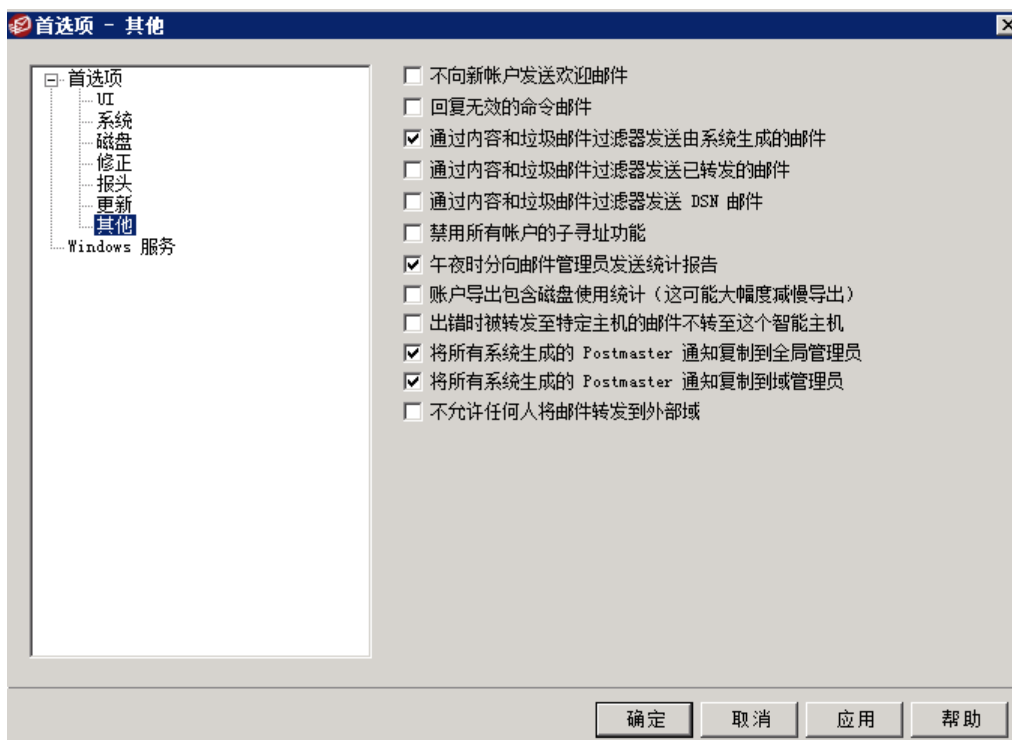 首选项 - 其他
首选项
UI
系统
磁盘
修正
报头
更新
其他
Windows 服务
不向新帐户发送欢迎邮件
回复无效的命令邮件
通过内容和垃圾邮件过滤器发送由系统生成的邮件
通过内容和垃圾邮件过滤器发送已转发的邮件
通过内容和垃圾邮件过滤器发送 DSN 邮件
禁用所有帐户的子寻址功能
午夜时分向邮件管理员发送统计报告
账户导出包含磁盘使用统计（这可能大幅度减慢导出）
出错时被转发至特定主机的邮件不转至这个智能主机
将所有系统生成的 Postmaster 通知复制到全局管理员
将所有系统生成的 Postmaster 通知复制到域管理员
不允许任何人将邮件转发到外部域
确定
取消
应用
帮助